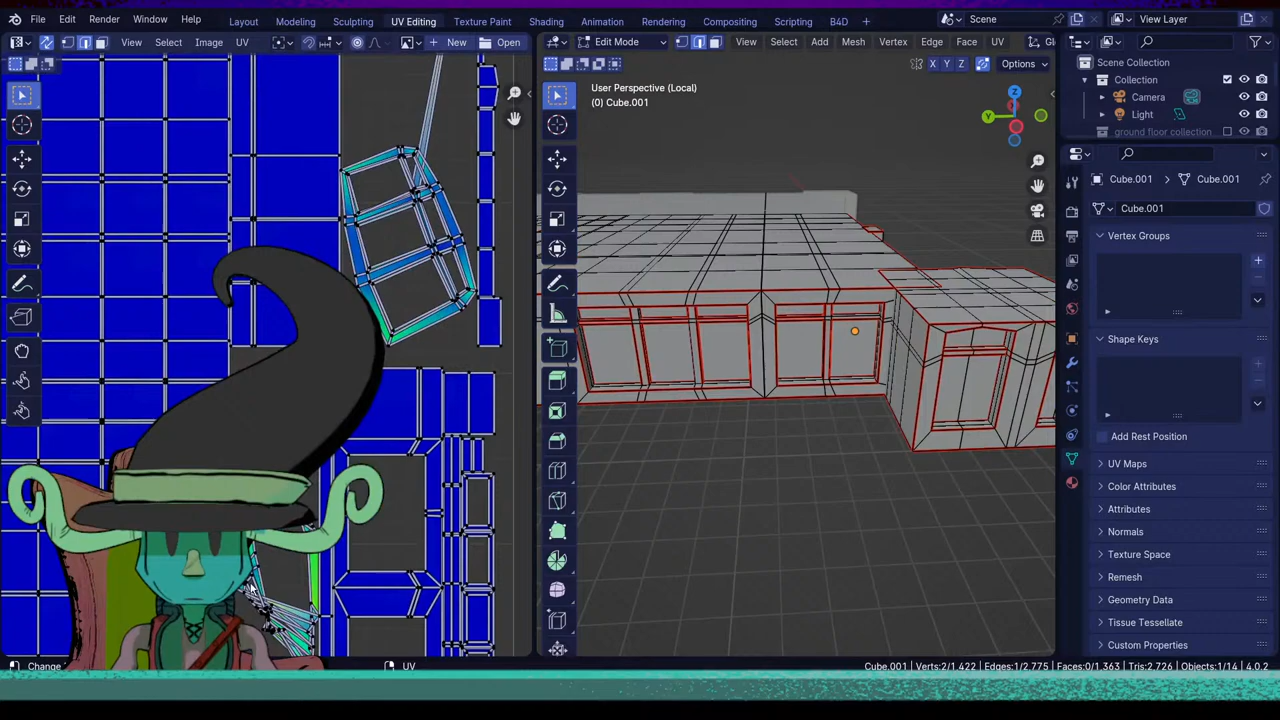 File Edit Render Window Help Layout Modeling Sculpting UV Editing Texture Paint Shading Animation Rendering Compositing Scripting B4D + Scene View Layer
View Select Image UV New Open Edit Mode View Select Add Mesh Vertex Edge Face UV Gl
X Y Z Options
Scene Collection
Collection
Camera
Light
ground floor collection
User Perspective (Local)
(0) Cube.001
Z
Y
Cube.001 Cube.001
Cube.001
Vertex Groups
Shape Keys
Add Rest Position
UV Maps
Color Attributes
Attributes
Normals
Texture Space
Remesh
Geometry Data
Tissue Tessellate
Custom Properties
Change UV Cube.001 | Verts:2/1,422 | Edges:1/2,775 | Faces:0/1,363 | Tris:2,726 | Objects:1/14 | 4.0.2